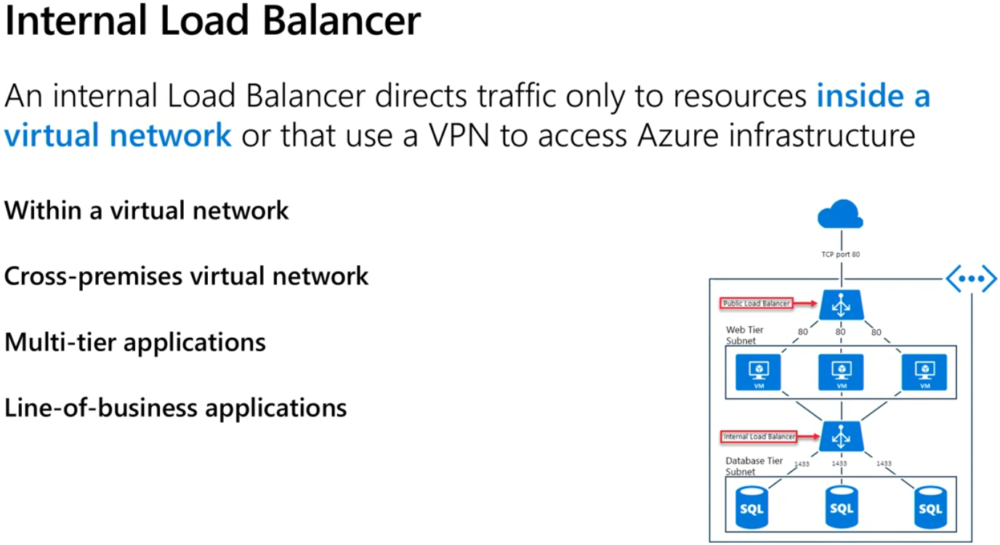 Internal Load Balancer
An internal Load Balancer directs traffic only to resources inside a
virtual network or that use a VPN to access Azure infrastructure
Within a virtual network
Cross-premises virtual network
Multi-tier applications
Line-of-business applications
TCP port 80
Public Load Balancer
Web Tier
Subnet
80 80 80
VM VM VM
Internal Load Balancer
Database Tier
Subnet
1433 1433 1433
SQL SQL SQL